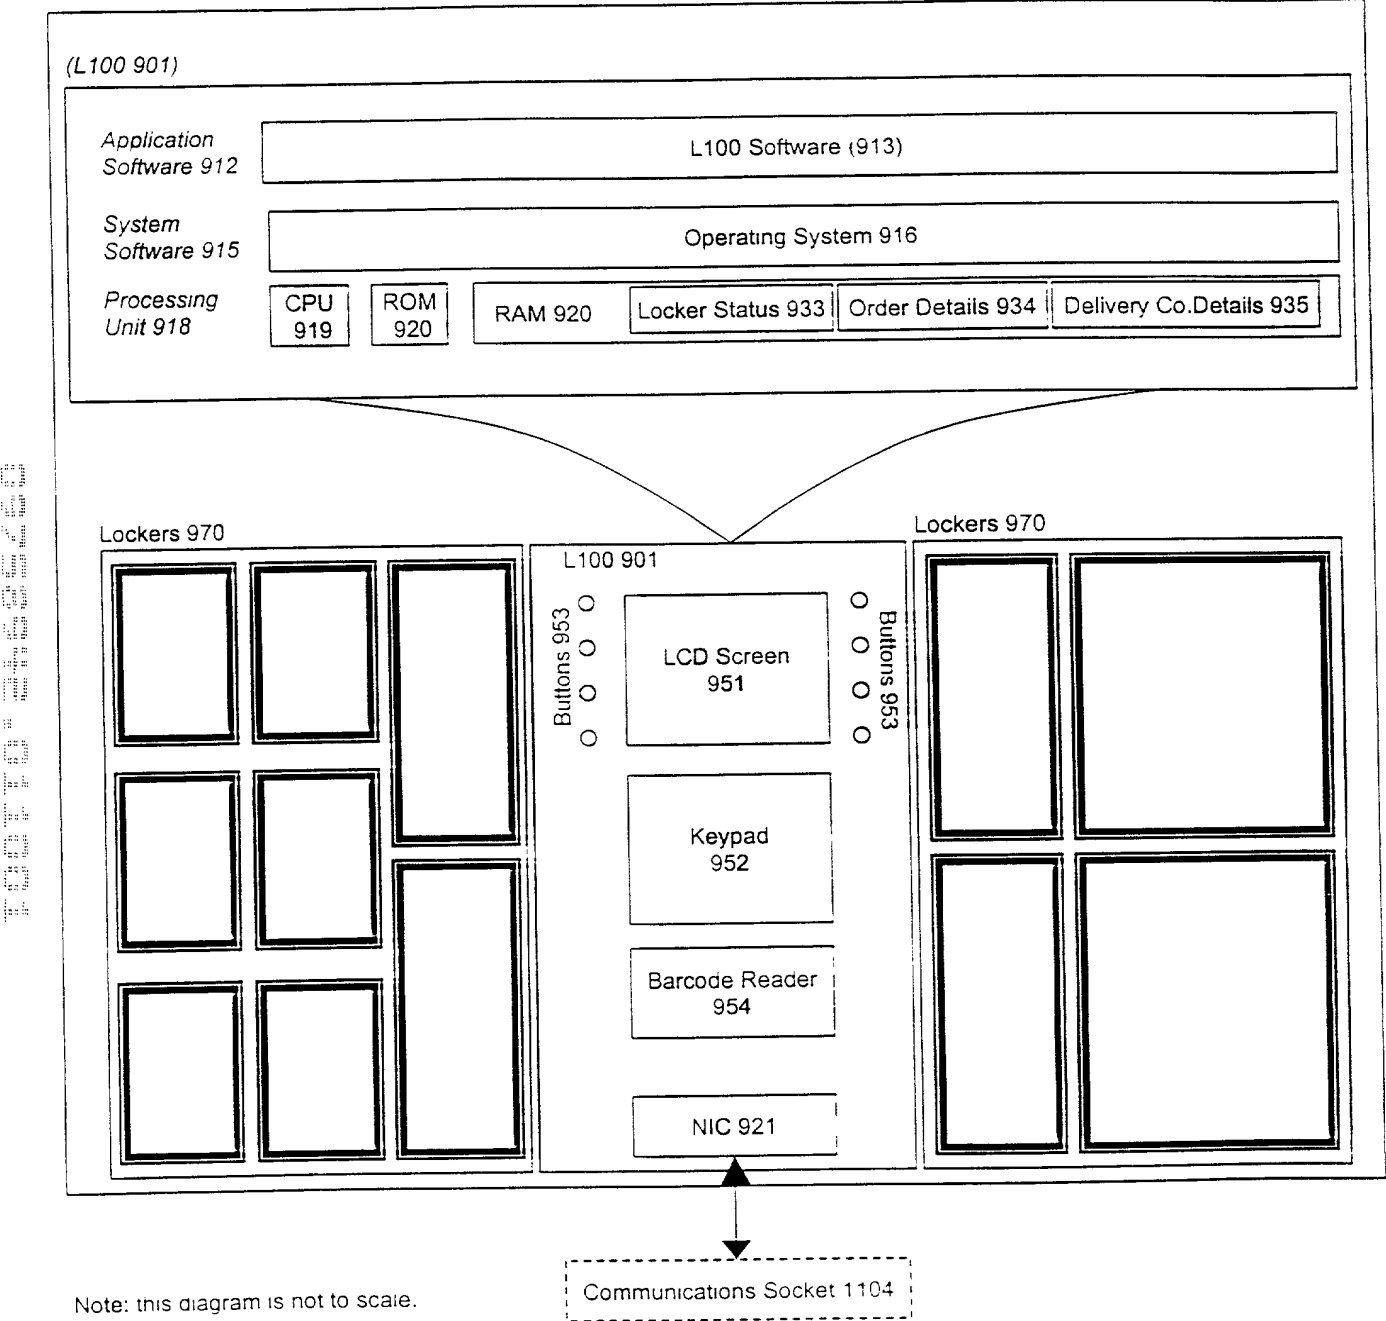 (L100 901)
Application
Software 912
L100 Software (913)
System
Software 915
Operating System 916
Processing
Unit 918
CPU
919
ROM
920
RAM 920
Locker Status 933
Order Details 934
Delivery Co.Details 935
Lockers 970
Lockers 970
L100 901
Buttons 953
LCD Screen
951
Buttons 953
Keypad
952
Barcode Reader
954
NIC 921
Communications Socket 1104
Note: this diagram is not to scale.